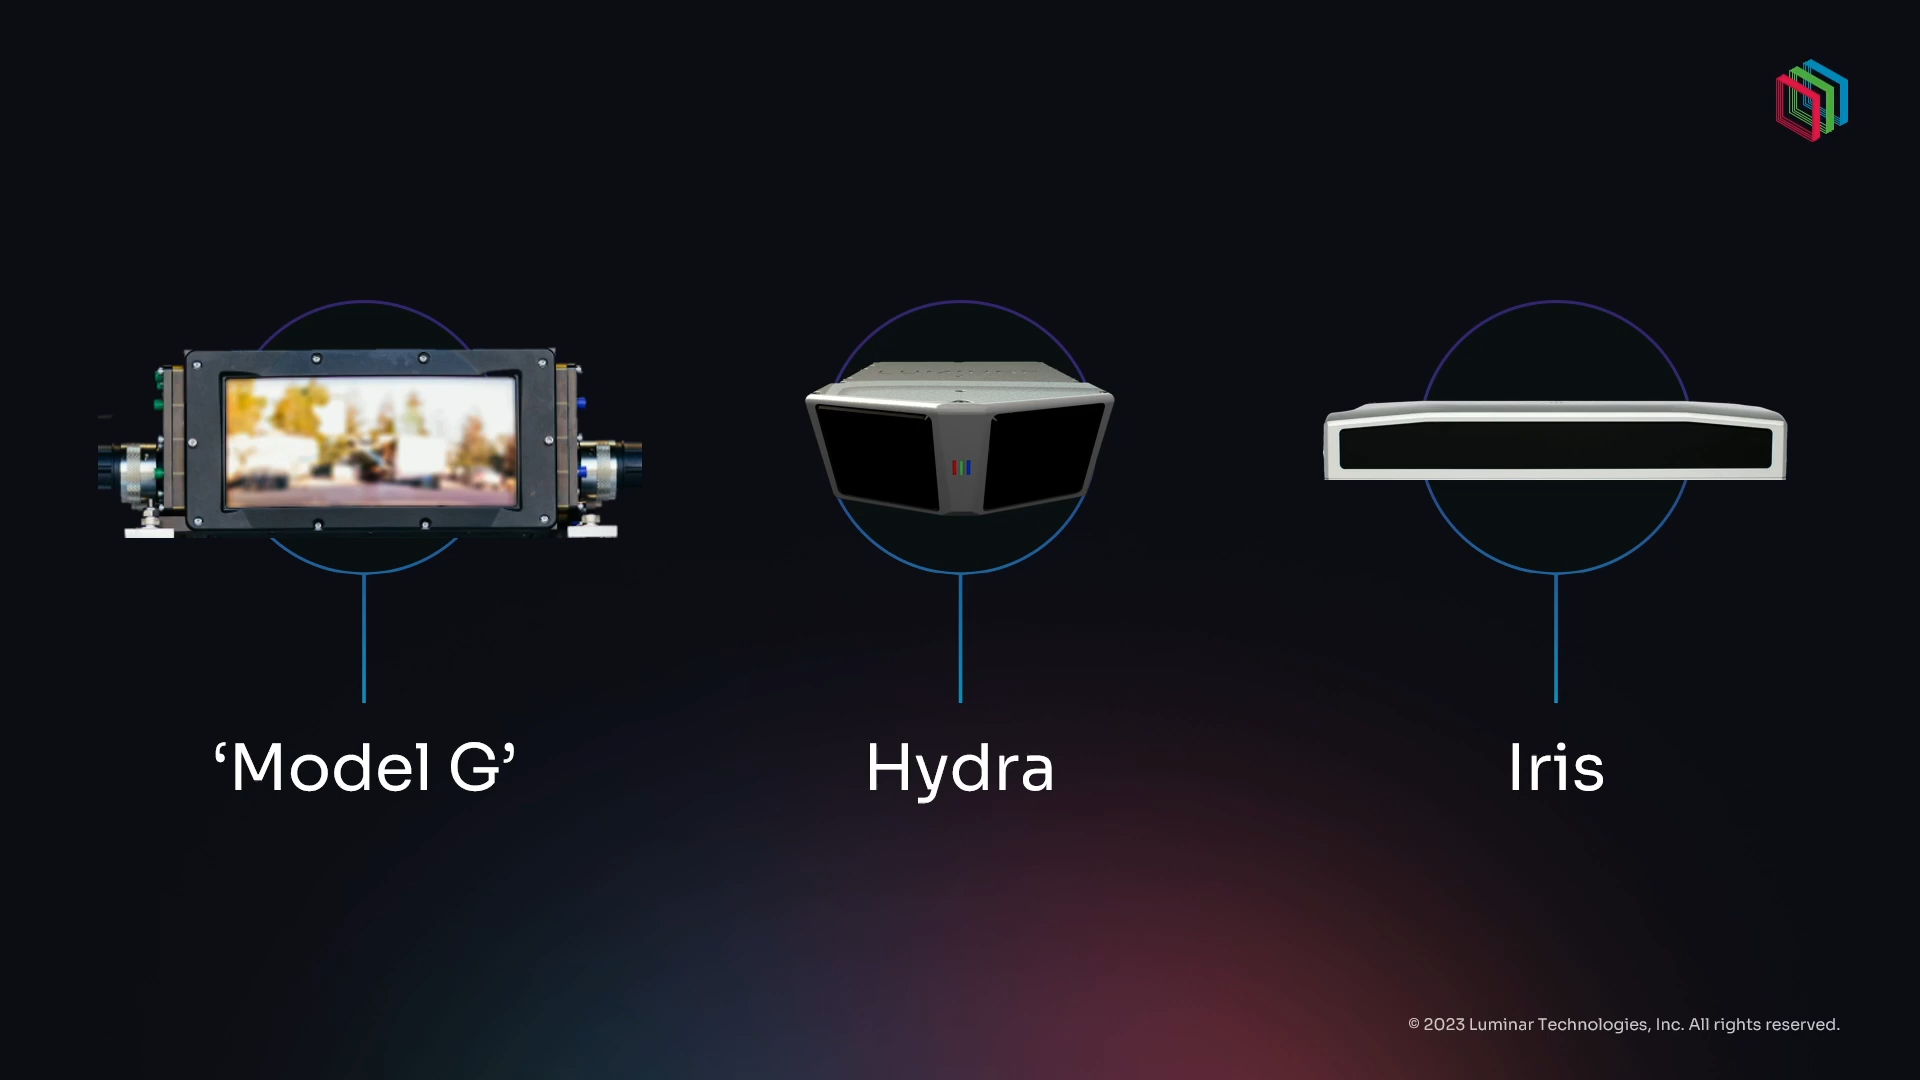 ‘Model G’
Hydra
Iris
© 2023 Luminar Technologies, Inc. All rights reserved.